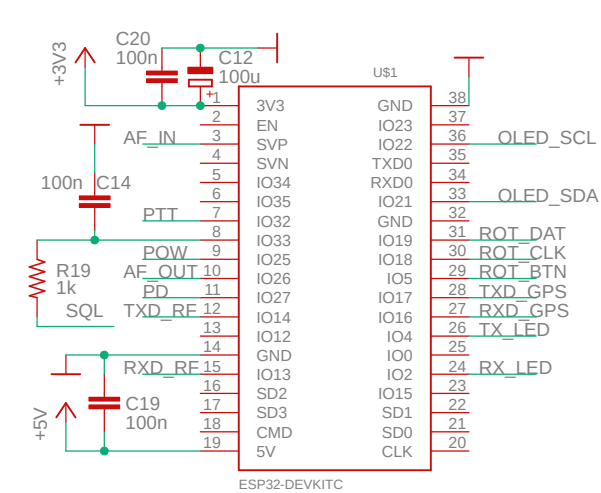 C20
100n
C12
100u
+
+3V3
U$1
1 3V3 GND 38
2 EN IO23 37
AF_IN 3 SVP IO22 36 OLED_SCL
4 SVN TXD0 35
5 IO34 RXD0 34
6 IO35 IO21 33 OLED_SDA
100n C14
PTT 7 IO32 GND 32
8 IO33 IO19 31 ROT_DAT
POW 9 IO25 IO18 30 ROT_CLK
AF_OUT 10 IO26 IO5 29 ROT_BTN
R19
1k
PD 11 IO27 IO17 28 TXD_GPS
SQL
TXD_RF 12 IO14 IO16 27 RXD_GPS
13 IO12 IO4 26 TX_LED
14 GND IO0 25
RXD_RF 15 IO13 IO2 24 RX_LED
16 SD2 IO15 23
C19
100n
+5V
17 SD3 SD1 22
18 CMD SD0 21
19 5V CLK 20
ESP32-DEVKITC